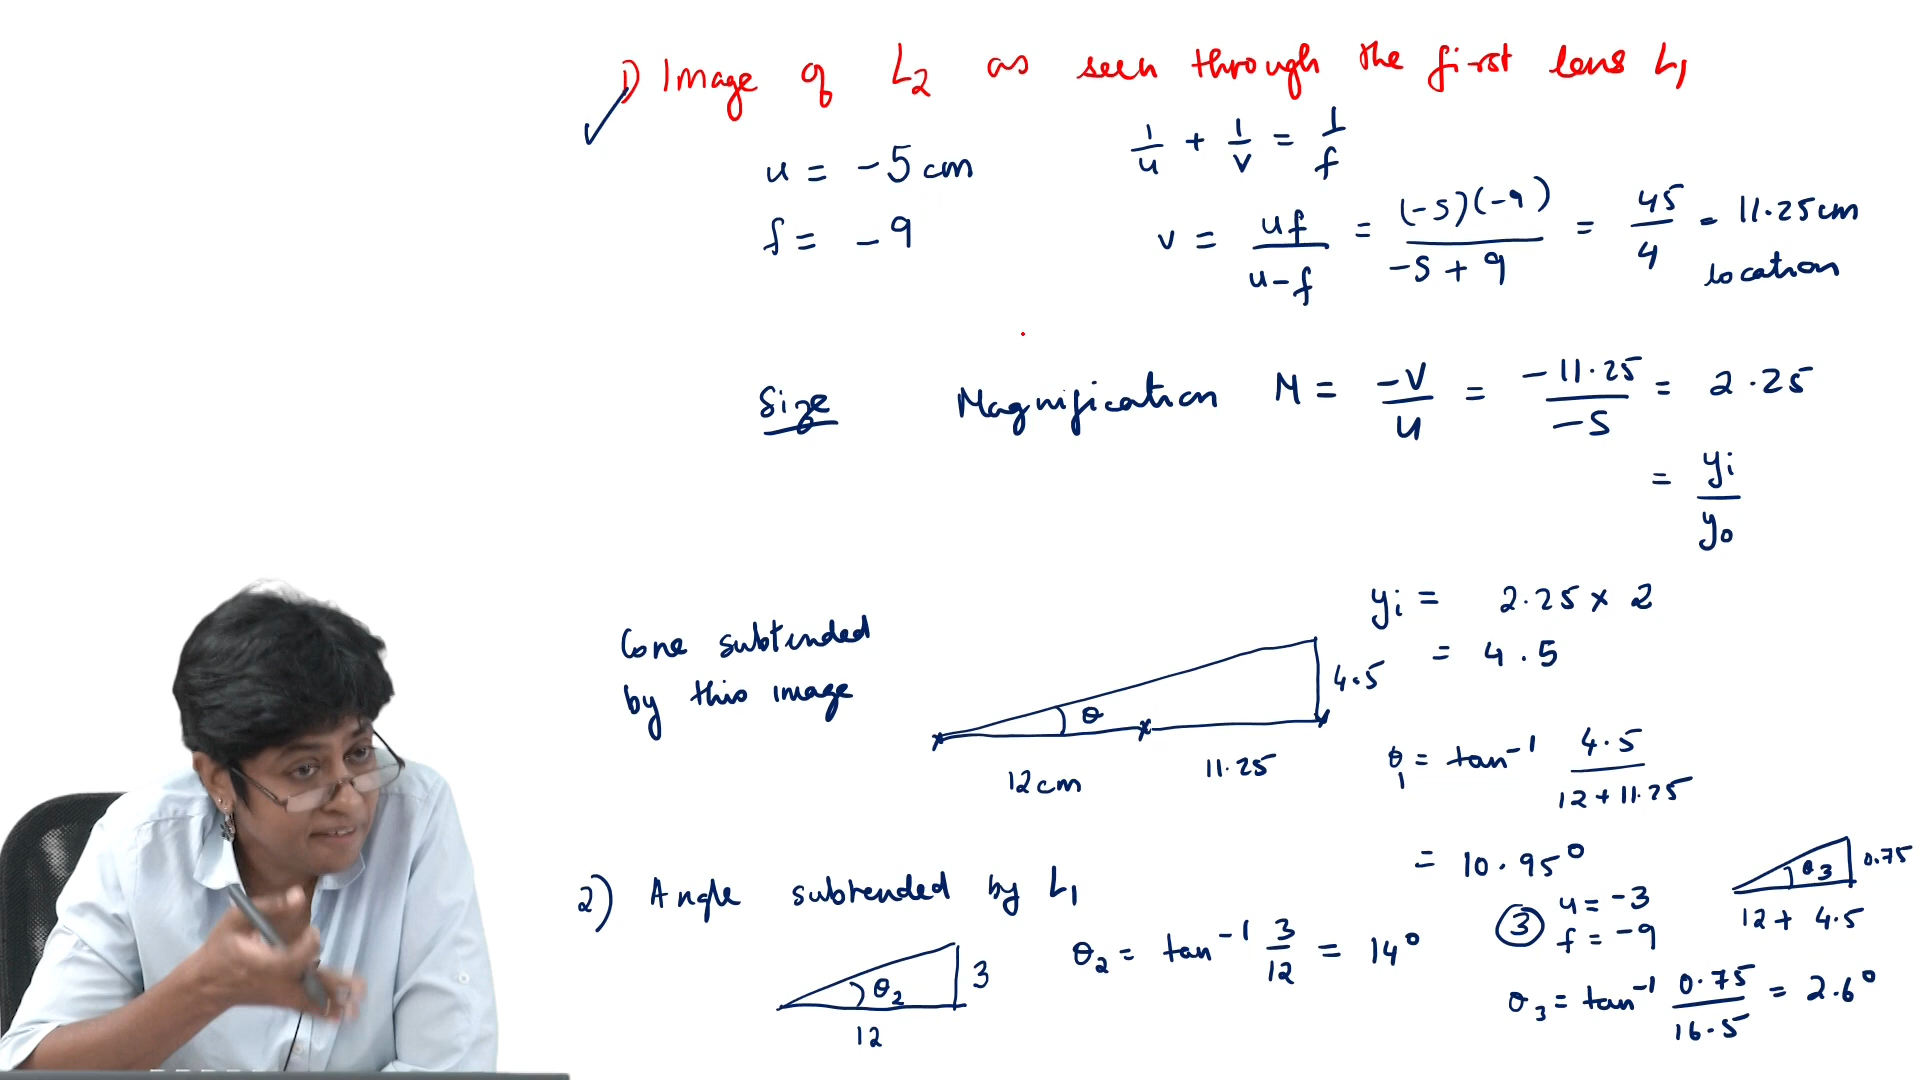 1) Image of L2 as seen through the first lens L1
u = -5 cm
1/u + 1/v = 1/f
f = -9
v = uf/u-f = (-5)(-9)/-5+9 = 45/4 = 11.25cm
location
Size Magnification M = -v/u = -11.25/-5 = 2.25
= yi/yo
yi = 2.25 x 2
= 4.5
Cone subtended
by this image
θ
4.5
12cm
11.25
θ1 = tan-1 4.5/12+11.25
= 10.95°
2) Angle subtended by L1
θ2
3
12
θ2 = tan-1 3/12 = 14°
3 u = -3
f = -9
θ3
0.75
12 + 4.5
θ3 = tan-1 0.75/16.5 = 2.6°